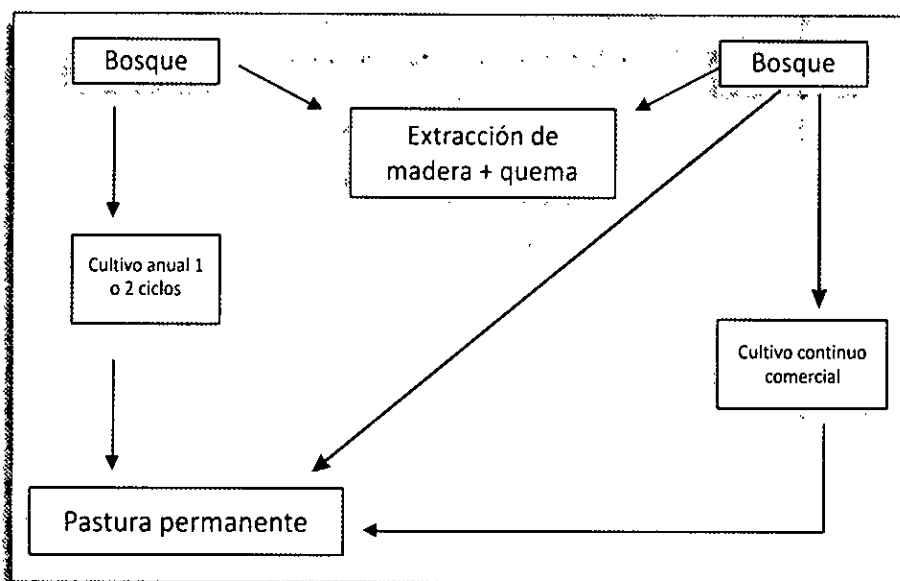 Bosque
Bosque
Extracción de
madera + quema
Cultivo anual 1
o 2 ciclos
Cultivo continuo
comercial
Pastura permanente